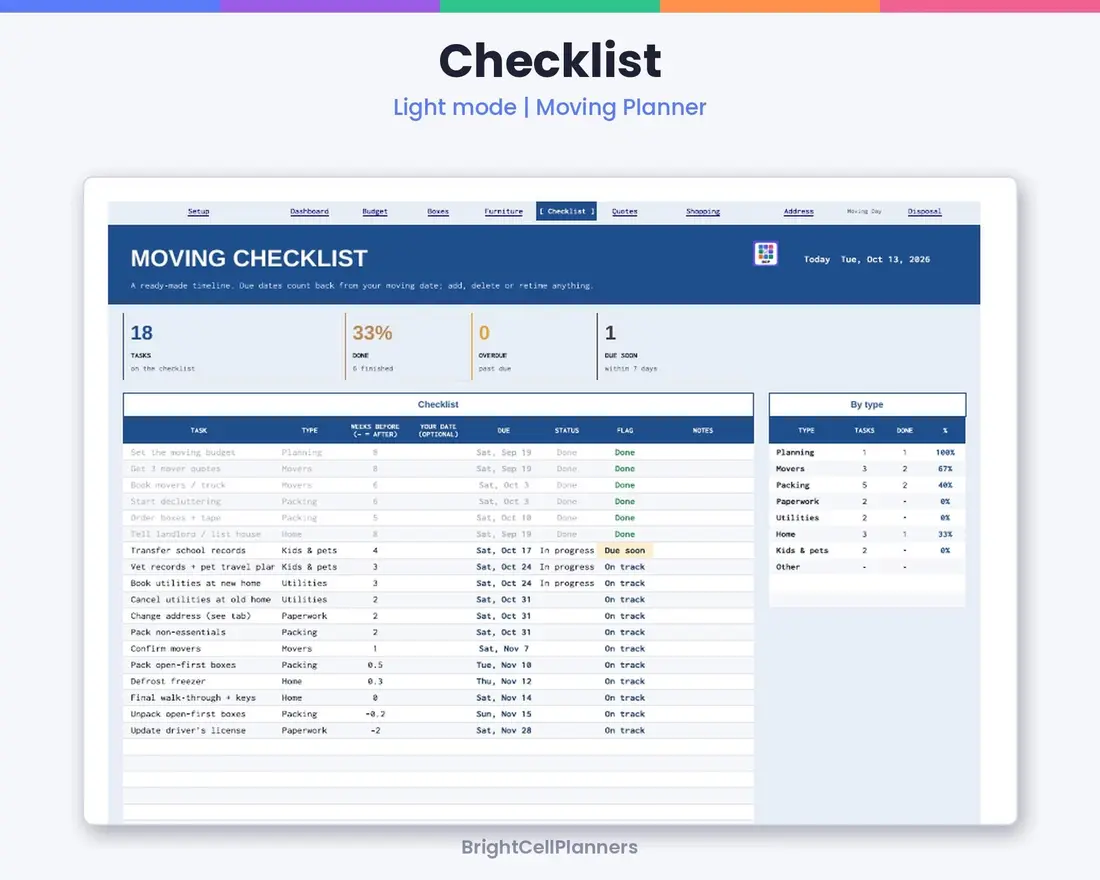 Checklist
Light mode | Moving Planner
Setup Dashboard Budget Boxes Furniture [ Checklist ] Quotes Shopping Address Moving Day Disposal
MOVING CHECKLIST
Today Tue, Oct 13, 2026
A ready-made timeline. Due dates count back from your moving date; add, delete or retime anything.
18 33% 0 1
TASKS DONE OVERDUE DUE SOON
on the checklist 6 finished past due within 7 days
Checklist By type
TASK TYPE WEEKS BEFORE (- = AFTER) YOUR DATE (OPTIONAL) DUE STATUS FLAG NOTES TYPE TASKS DONE %
Set the moving budget Planning 8 Sat, Sep 19 Done Done Planning 1 1 100%
Get 3 mover quotes Movers 8 Sat, Sep 19 Done Done Movers 3 2 67%
Book movers / truck Movers 6 Sat, Oct 3 Done Done Packing 5 2 40%
Start decluttering Packing 6 Sat, Oct 3 Done Done Paperwork 2 - 0%
Order boxes + tape Packing 5 Sat, Oct 10 Done Done Utilities 2 - 0%
Tell landlord / list house Home 8 Sat, Sep 19 Done Done Home 3 1 33%
Transfer school records Kids & pets 4 Sat, Oct 17 In progress Due soon Kids & pets 2 - 0%
Vet records + pet travel plar Kids & pets 3 Sat, Oct 24 In progress On track Other - -
Book utilities at new home Utilities 3 Sat, Oct 24 In progress On track
Cancel utilities at old home Utilities 2 Sat, Oct 31 On track
Change address (see tab) Paperwork 2 Sat, Oct 31 On track
Pack non-essentials Packing 2 Sat, Oct 31 On track
Confirm movers Movers 1 Sat, Nov 7 On track
Pack open-first boxes Packing 0.5 Tue, Nov 10 On track
Defrost freezer Home 0.3 Thu, Nov 12 On track
Final walk-through + keys Home 0 Sat, Nov 14 On track
Unpack open-first boxes Packing -0.2 Sun, Nov 15 On track
Update driver's license Paperwork -2 Sat, Nov 28 On track
BrightCellPlanners